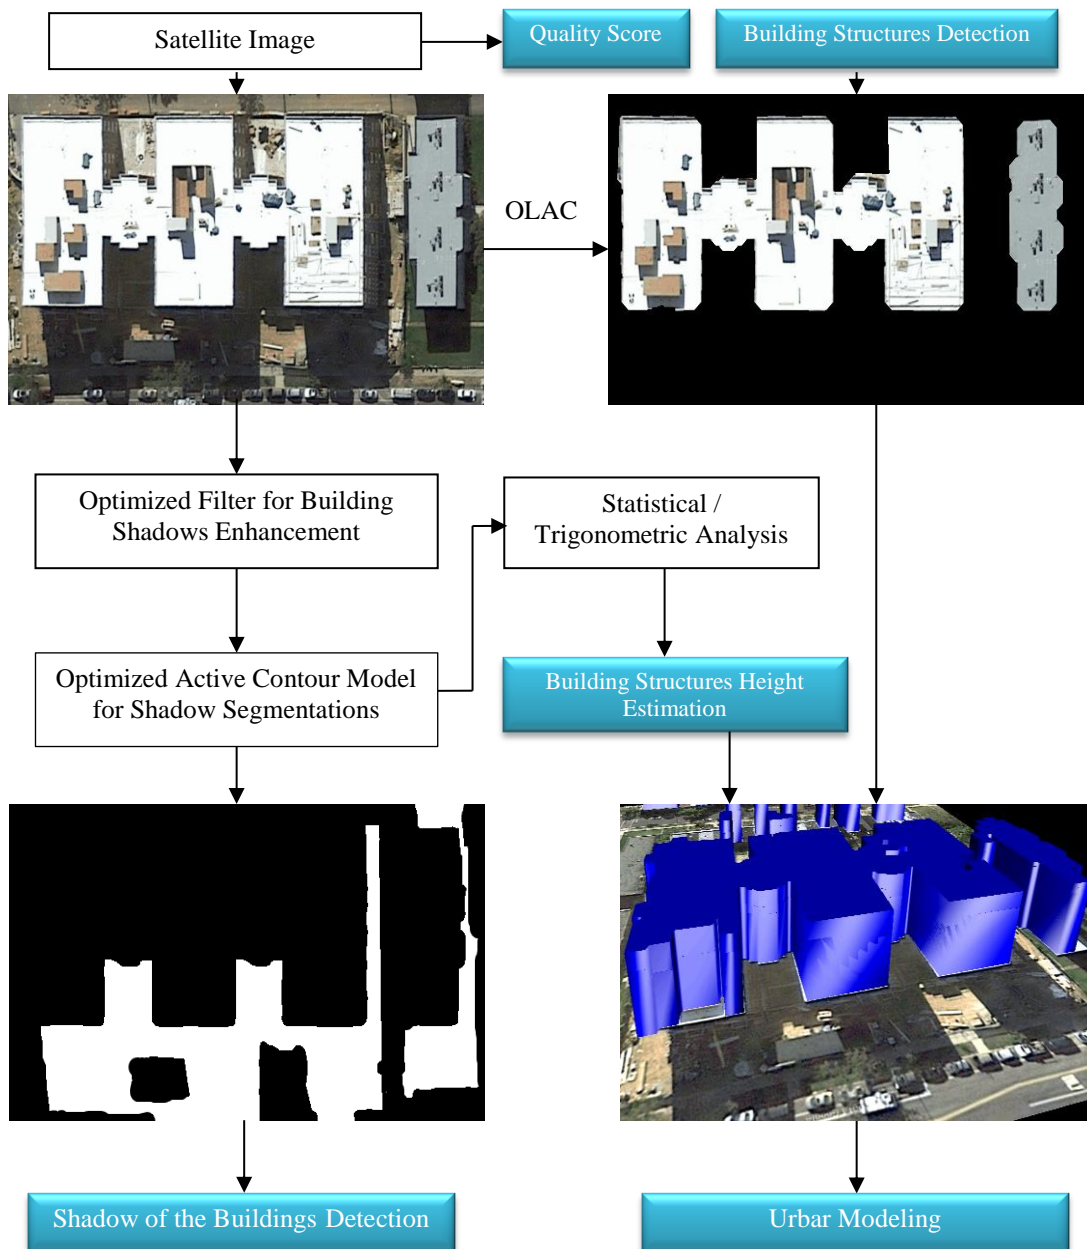 Satellite Image
Quality Score
Building Structures Detection
OLAC
Optimized Filter for Building
Shadows Enhancement
Statistical /
Trigonometric Analysis
Optimized Active Contour Model
for Shadow Segmentations
Building Structures Height
Estimation
Shadow of the Buildings Detection
Urbar Modeling